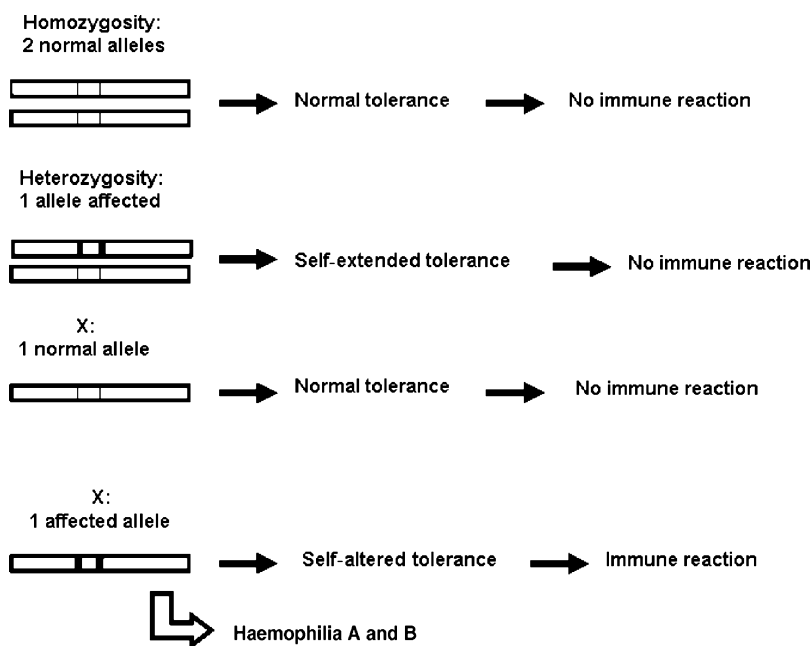 Homozygosity:
2 normal alleles
Normal tolerance
No immune reaction
Heterozygosity:
1 allele affected
Self-extended tolerance
No immune reaction
X:
1 normal allele
Normal tolerance
No immune reaction
X:
1 affected allele
Self-altered tolerance
Immune reaction
Haemophilia A and B